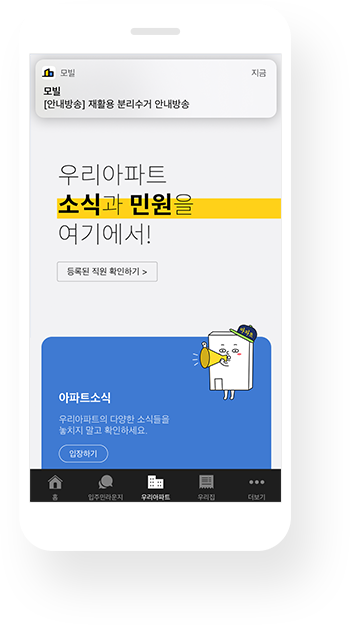 모빌 지금
모빌
[안내방송] 재활용 분리수거 안내방송
우리아파트
소식과 민원을
여기에서!
등록된 직원 확인하기 >
아파트
아파트소식
우리아파트의 다양한 소식들을
놓치지 말고 확인하세요.
입장하기
홈 입주민라운지 우리아파트 우리집 더보기